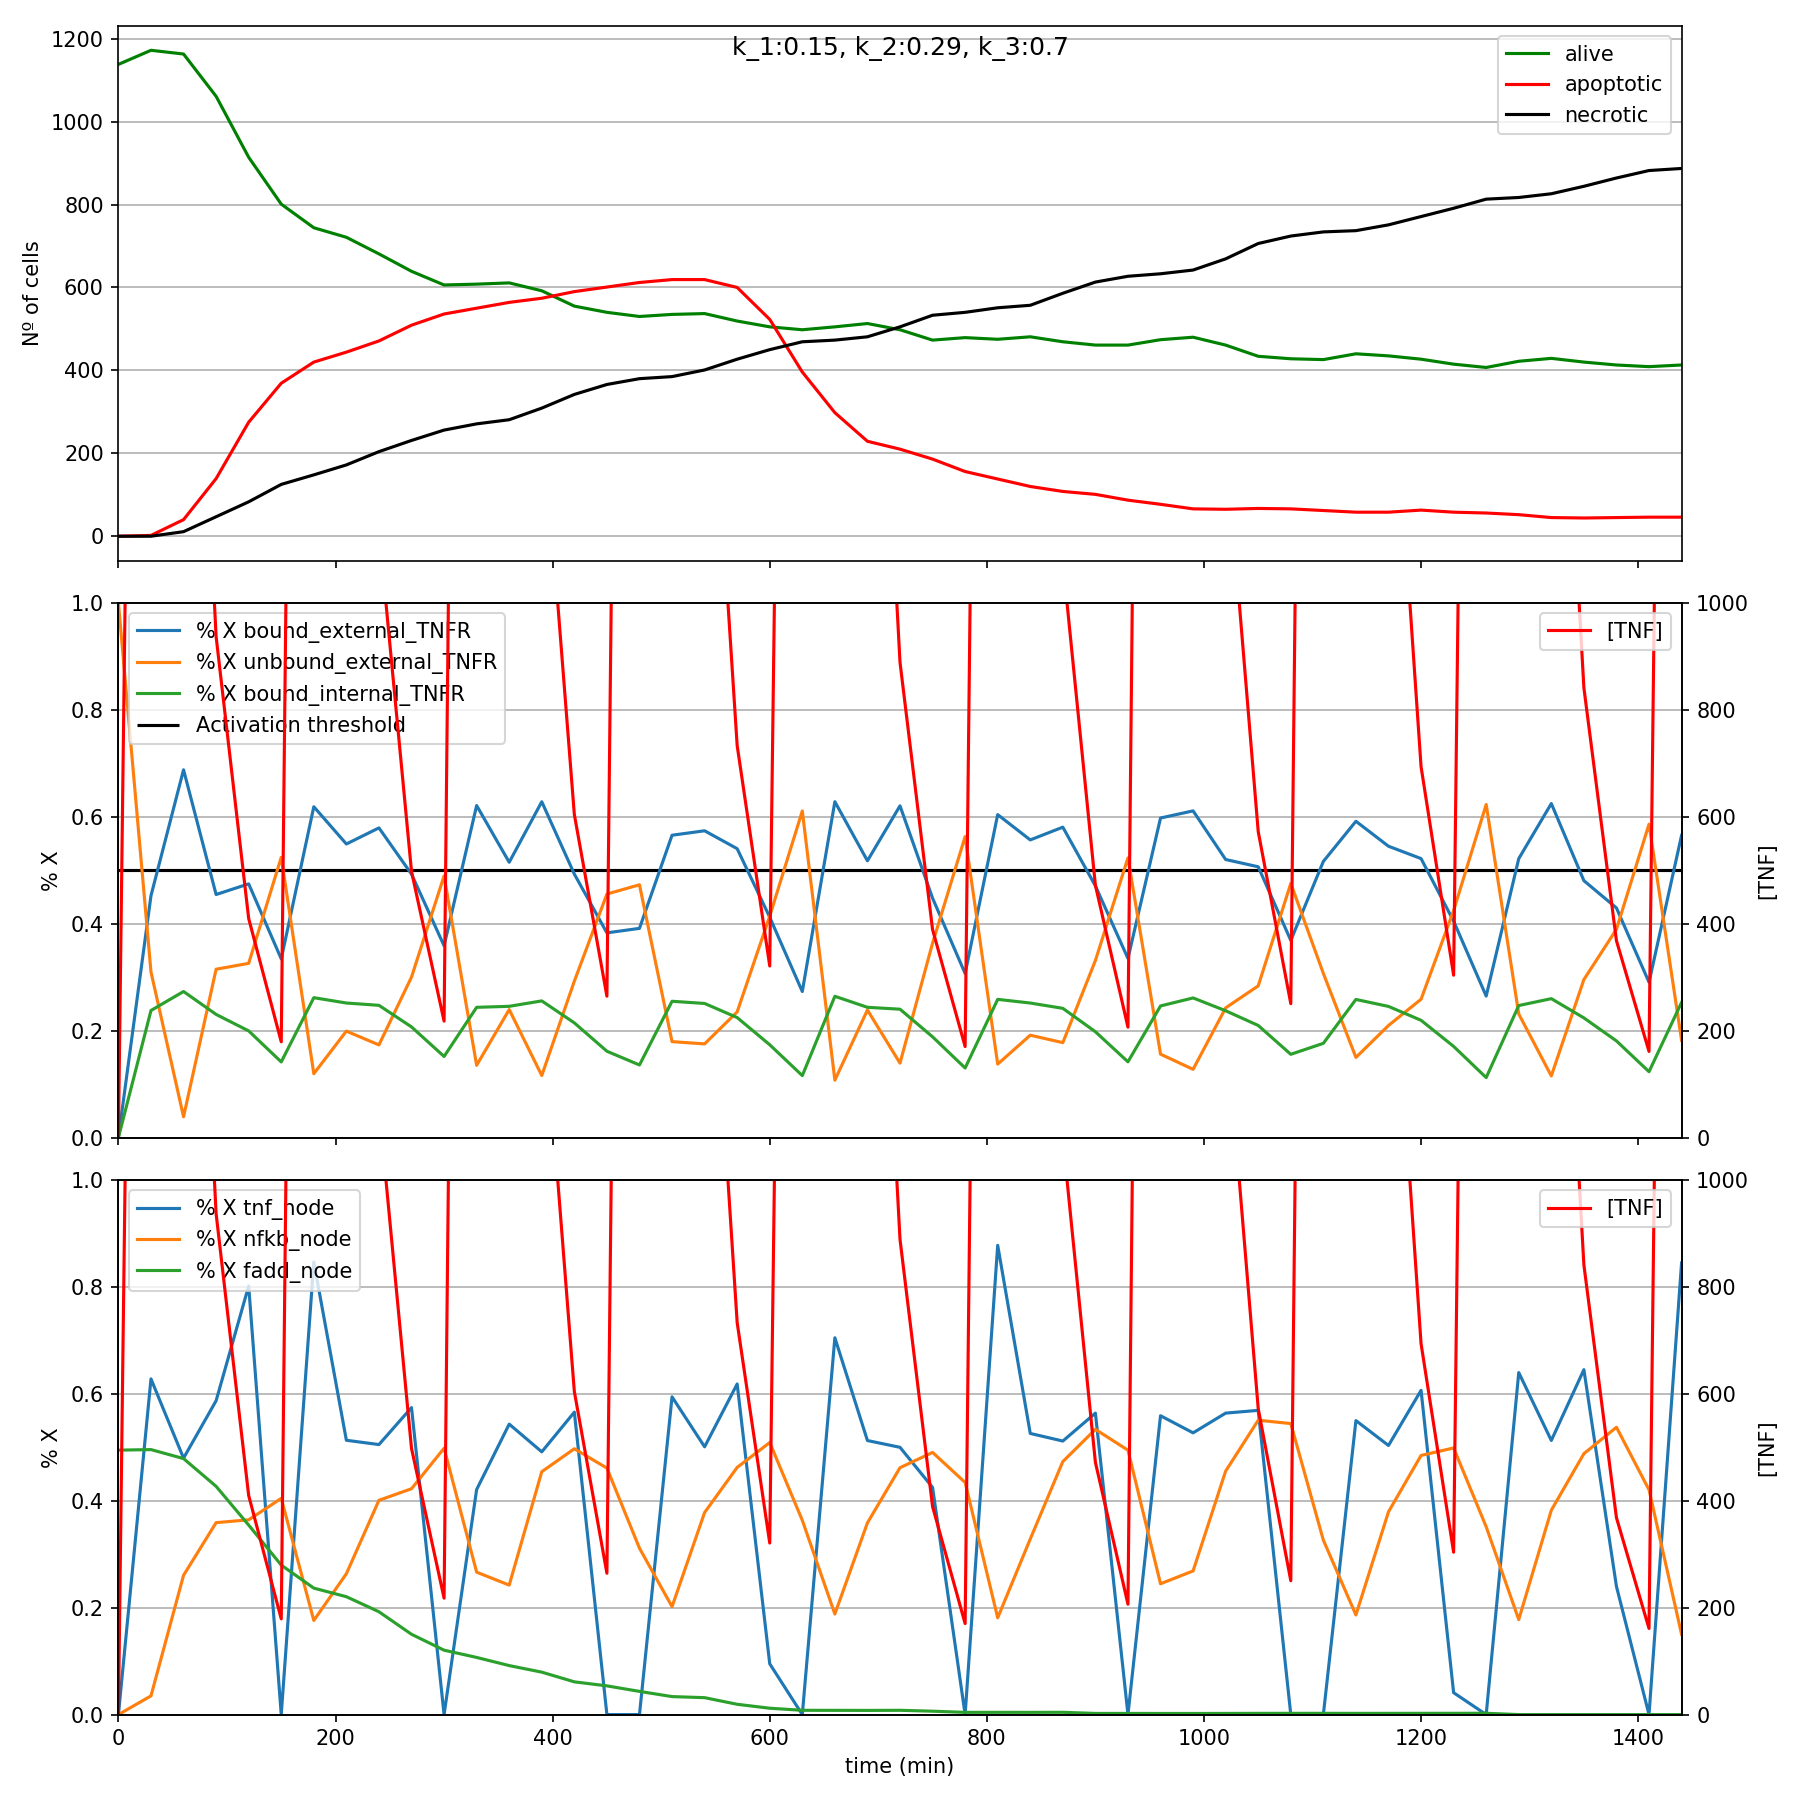 k_1:0.15, k_2:0.29, k_3:0.7
1200
1000
800
600
400
200
0
Nº of cells
alive
apoptotic
necrotic
1.0
0.8
0.6
0.4
0.2
0.0
% X
% X bound_external_TNFR
% X unbound_external_TNFR
% X bound_internal_TNFR
Activation threshold
[TNF]
1000
800
600
400
200
0
[TNF]
1.0
0.8
0.6
0.4
0.2
0.0
% X
% X tnf_node
% X nfkb_node
% X fadd_node
[TNF]
1000
800
600
400
200
0
[TNF]
0 200 400 600 800 1000 1200 1400
time (min)